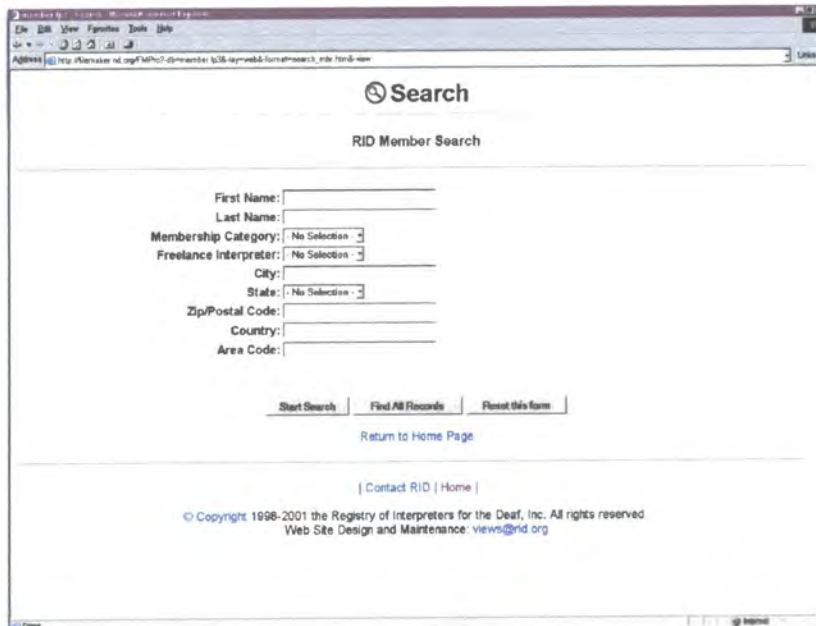 File Edit View Favorites Tools Help
Address
Links
Search
RID Member Search
First Name:
Last Name:
Membership Category: - No Selection -
Freelance Interpreter: - No Selection -
City:
State: - No Selection -
Zip/Postal Code:
Country:
Area Code:
Start Search Find All Records Reset this form
Return to Home Page
| Contact RID | Home |
© Copyright 1998-2001 the Registry of Interpreters for the Deaf, Inc. All rights reserved
Web Site Design and Maintenance: views@rid.org
Internet